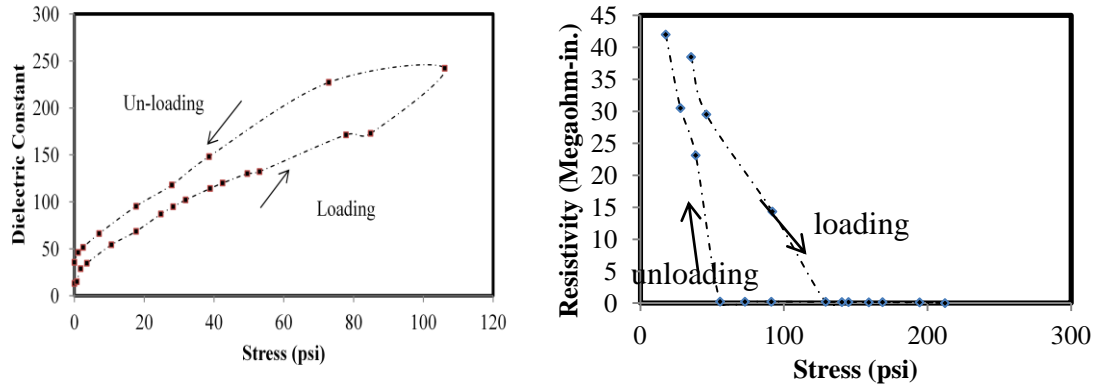 300
250
200
150
100
50
0
Dielectric Constant
Un-loading
Loading
0 20 40 60 80 100 120
Stress (psi)
45
40
35
30
25
20
15
10
5
0
Resistivity (Megaohm-in.)
loading
unloading
0 100 200 300
Stress (psi)